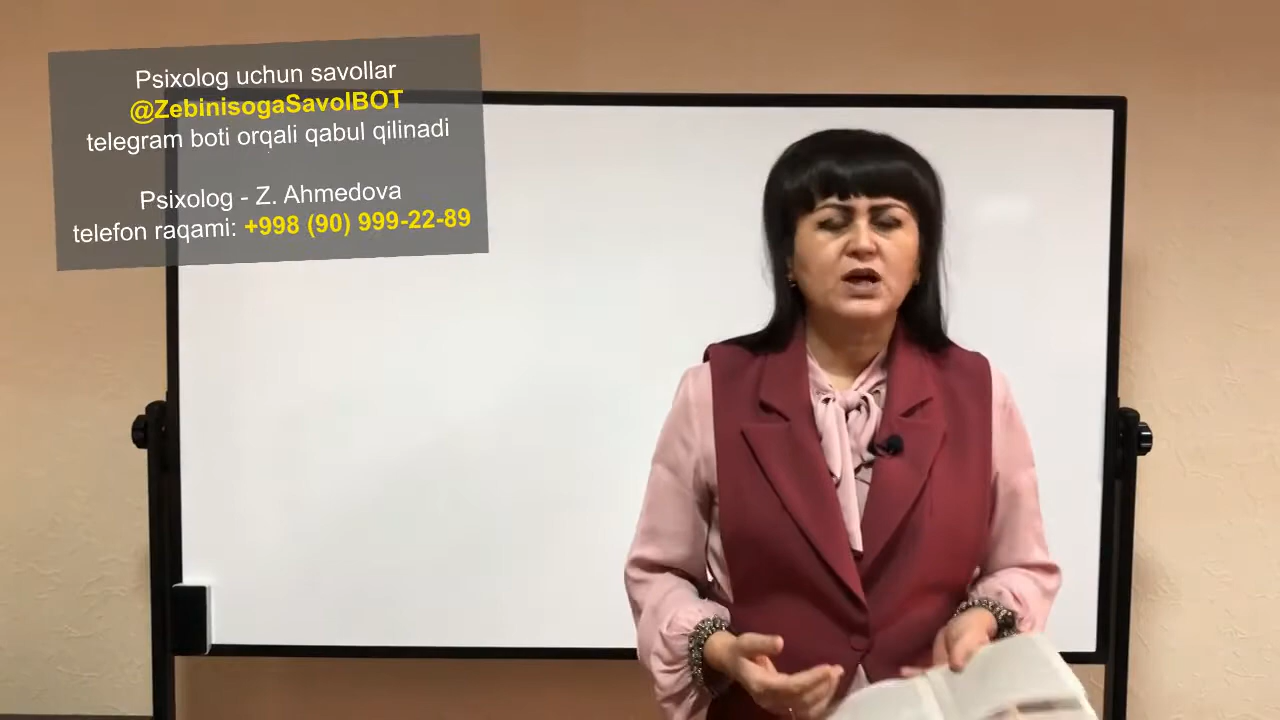 Psixolog uchun savollar
@ZebinisogaSavolBOT
telegram boti orqali qabul qilinadi
Psixolog - Z. Ahmedova
telefon raqami: +998 (90) 999-22-89